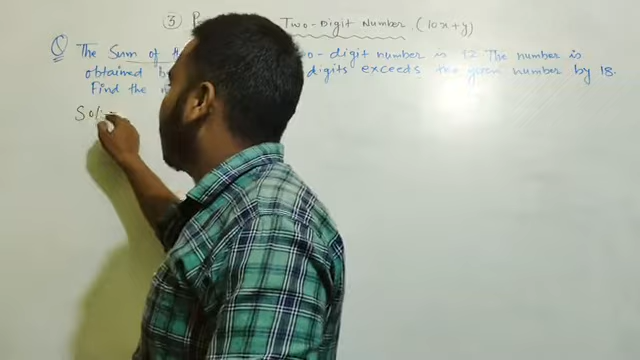 ③ Two-Digit Number (10x+y)
Q The Sum of - digit number is 12 The number is
obtained digits exceeds the given number by 18.
Find the
Sol:-